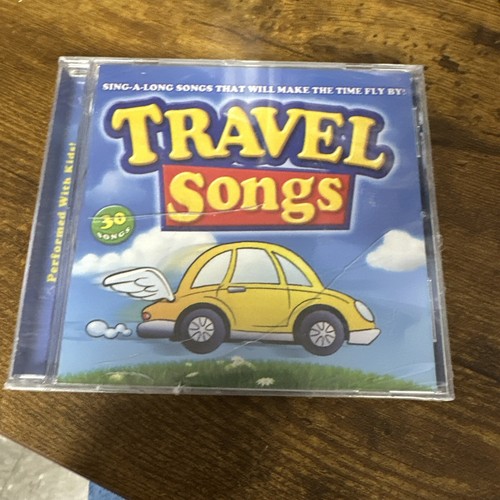 SING-A-LONG SONGS THAT WILL MAKE THE TIME FLY BY!
TRAVEL
Songs
30
SONGS
Performed With Kids!